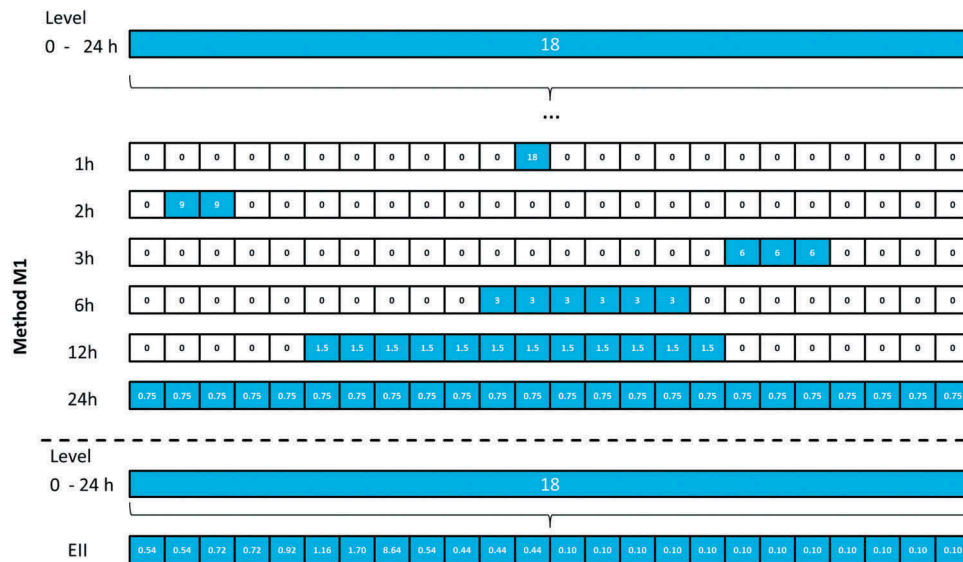 Level
0 - 24 h 18
...
Method M1
1h 0 0 0 0 0 0 0 0 0 0 0 18 0 0 0 0 0 0 0 0 0 0 0 0
2h 0 9 9 0 0 0 0 0 0 0 0 0 0 0 0 0 0 0 0 0 0 0 0 0
3h 0 0 0 0 0 0 0 0 0 0 0 0 0 0 0 0 0 6 6 6 0 0 0 0
6h 0 0 0 0 0 0 0 0 0 0 3 3 3 3 3 3 0 0 0 0 0 0 0 0
12h 0 0 0 0 0 1.5 1.5 1.5 1.5 1.5 1.5 1.5 1.5 1.5 1.5 1.5 1.5 0 0 0 0 0 0 0
24h 0.75 0.75 0.75 0.75 0.75 0.75 0.75 0.75 0.75 0.75 0.75 0.75 0.75 0.75 0.75 0.75 0.75 0.75 0.75 0.75 0.75 0.75 0.75 0.75
Level
0 - 24 h 18
EII 0.54 0.54 0.72 0.72 0.92 1.16 1.70 8.64 0.54 0.44 0.44 0.44 0.10 0.10 0.10 0.10 0.10 0.10 0.10 0.10 0.10 0.10 0.10 0.10